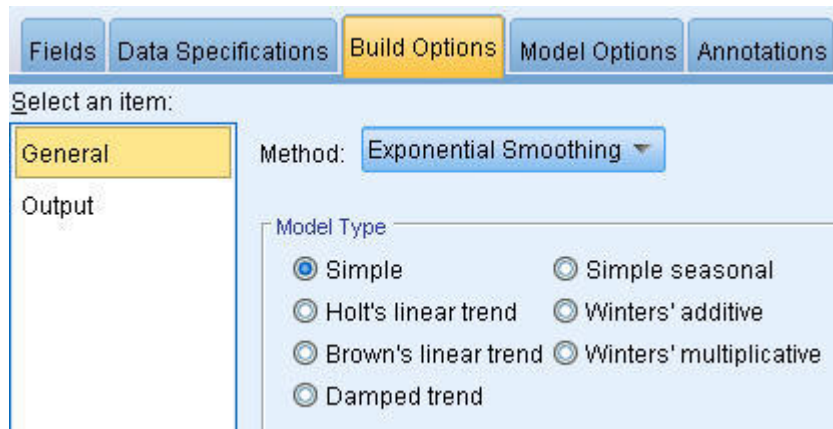 Fields Data Specifications Build Options Model Options Annotations
Select an item:
General
Output
Method: Exponential Smoothing
Model Type
Simple
Simple seasonal
Holt's linear trend
Winters' additive
Brown's linear trend
Winters' multiplicative
Damped trend